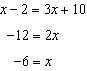 x − 2 = 3x + 10
−12 = 2x
−6 = x